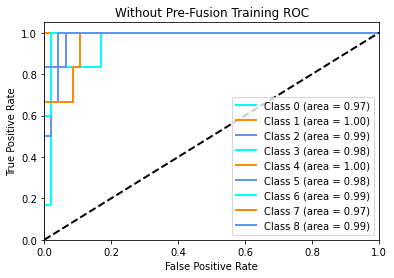 Without Pre-Fusion Training ROC
True Positive Rate
1.0
0.8
0.6
0.4
0.2
0.0
Class 0 (area = 0.97)
Class 1 (area = 1.00)
Class 2 (area = 0.99)
Class 3 (area = 0.98)
Class 4 (area = 1.00)
Class 5 (area = 0.98)
Class 6 (area = 0.99)
Class 7 (area = 0.97)
Class 8 (area = 0.99)
0.0 0.2 0.4 0.6 0.8 1.0
False Positive Rate